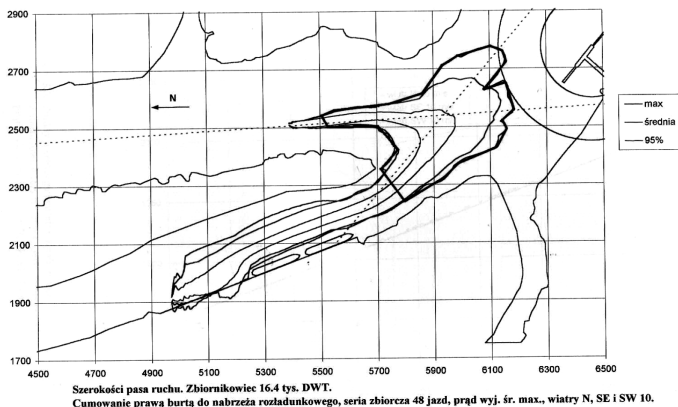 2900
2700
2500
2300
2100
1900
1700
N
max
średnia
95%
4500 4700 4900 5100 5300 5500 5700 5900 6100 6300 6500
Szerokości pasa ruchu. Zbiornikowiec 16.4 tys. DWT.
Cumowanie prawą burtą do nabrzeża rozładunkowego, seria zbiorcza 48 jazd, prąd wyj. śr. max., wiatry N, SE i SW 10.